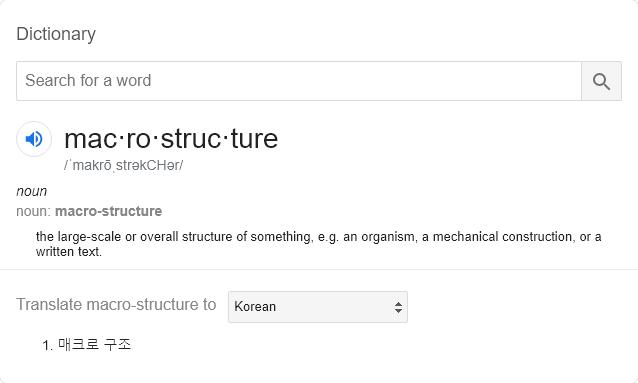 Dictionary
Search for a word
mac·ro·struc·ture
/ˈmakrōˌstrəkCHər/
noun
noun: macro-structure
the large-scale or overall structure of something, e.g. an organism, a mechanical construction, or a
written text.
Translate macro-structure to Korean
1. 매크로 구조